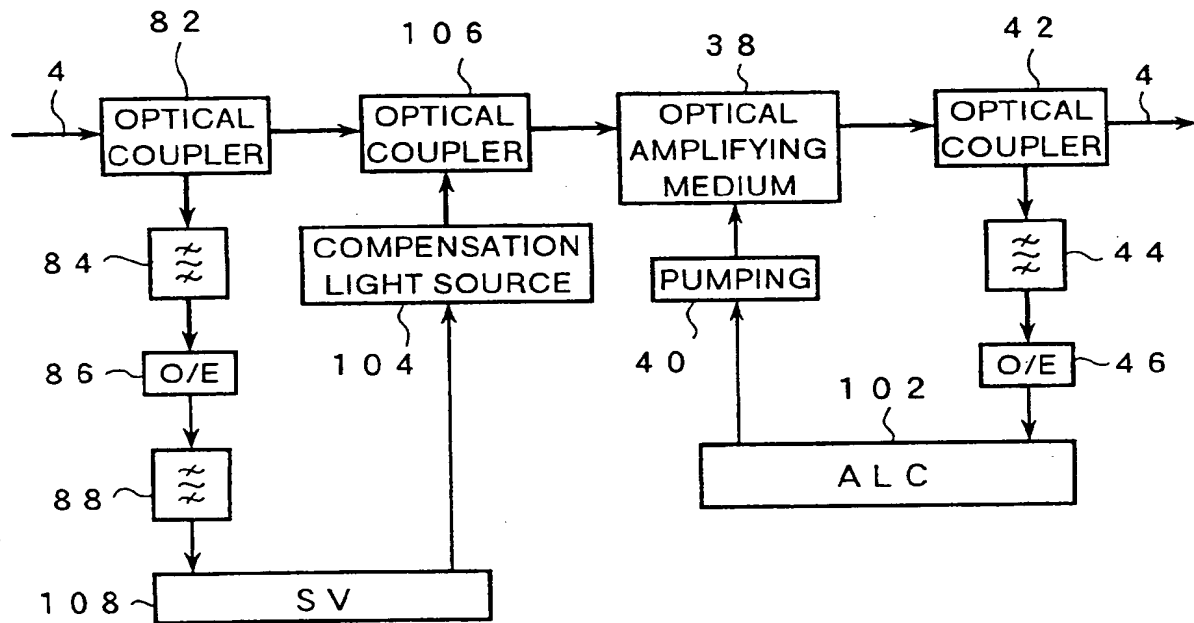 82
106
38
42
4
4
OPTICAL
COUPLER
OPTICAL
COUPLER
OPTICAL
AMPLIFYING
MEDIUM
OPTICAL
COUPLER
84
COMPENSATION
LIGHT SOURCE
PUMPING
44
86
O/E
104
40
O/E
46
102
88
ALC
108
SV